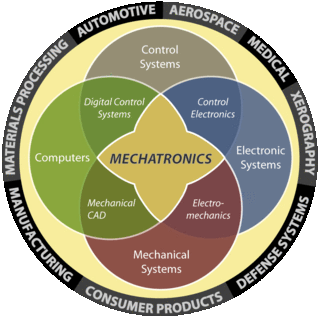 AUTOMOTIVE
AEROSPACE
MEDICAL
XEROGRAPHY
DEFENSE SYSTEMS
CONSUMER PRODUCTS
MANUFACTURING
MATERIALS PROCESSING
Control
Systems
Digital Control
Systems
Control
Electronics
Computers
MECHATRONICS
Electronic
Systems
Mechanical
CAD
Electro-
mechanics
Mechanical
Systems